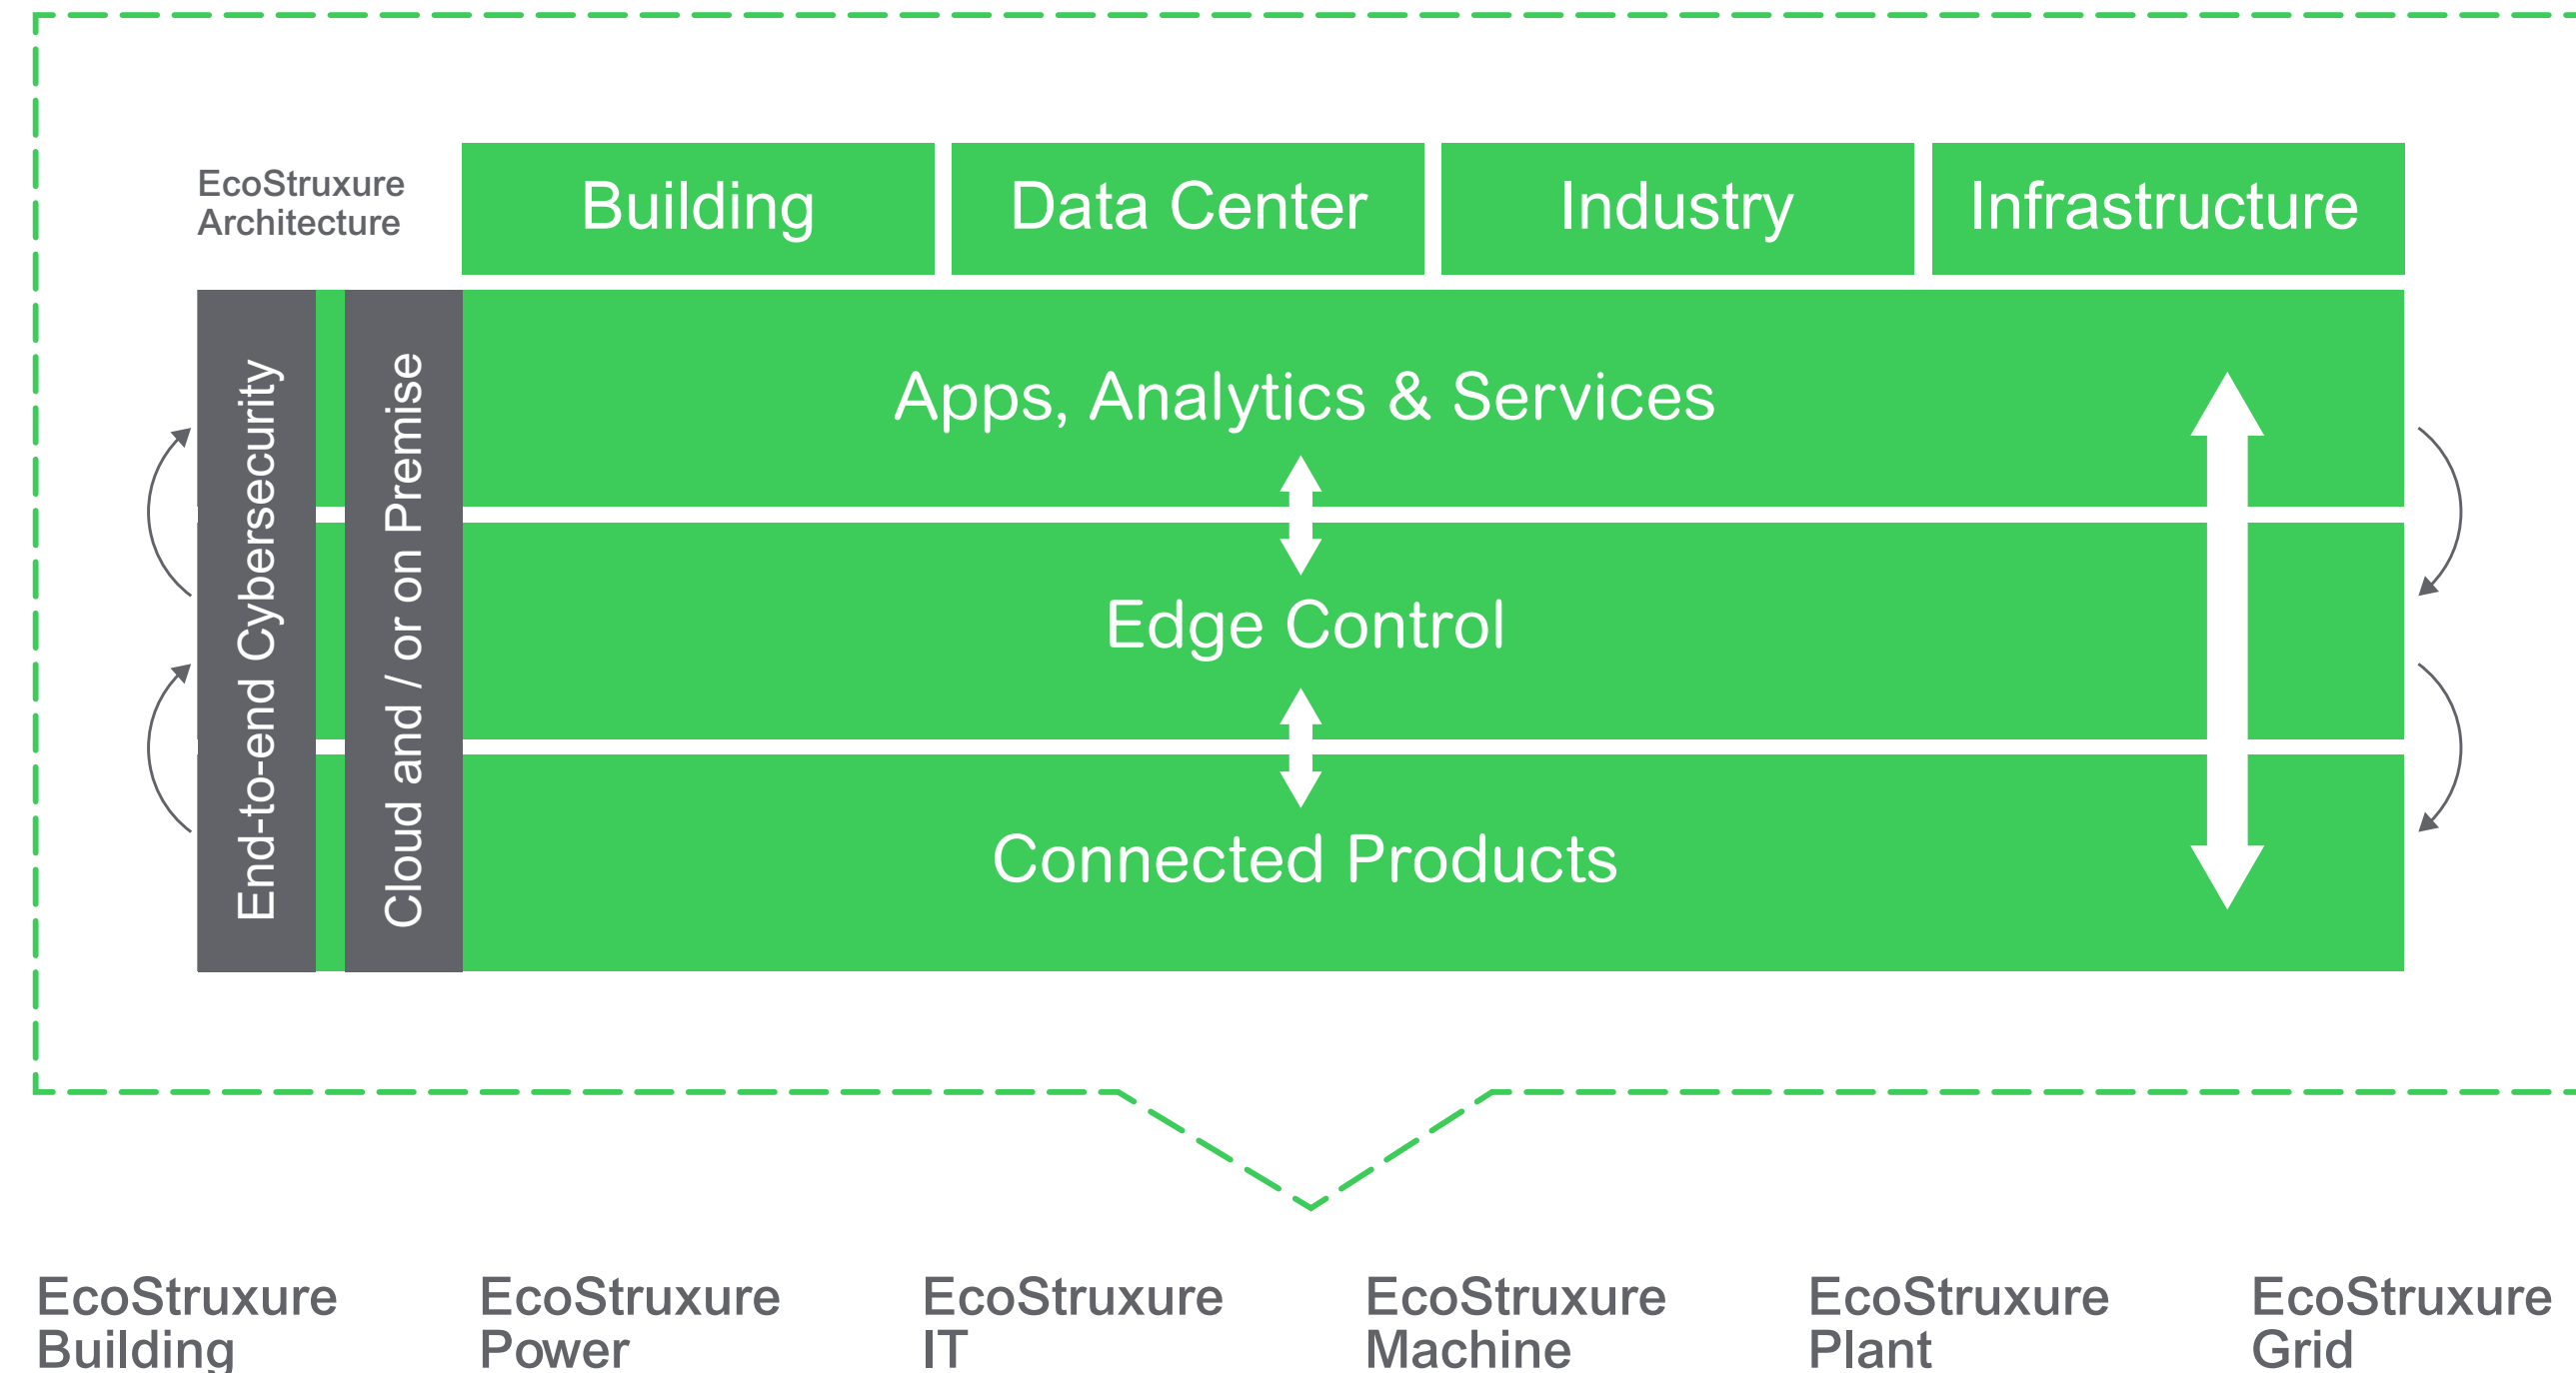 EcoStruxure
Architecture
Building
Data Center
Industry
Infrastructure
End-to-end Cybersecurity
Cloud and / or on Premise
Apps, Analytics & Services
Edge Control
Connected Products
EcoStruxure
Building
EcoStruxure
Power
EcoStruxure
IT
EcoStruxure
Machine
EcoStruxure
Plant
EcoStruxure
Grid